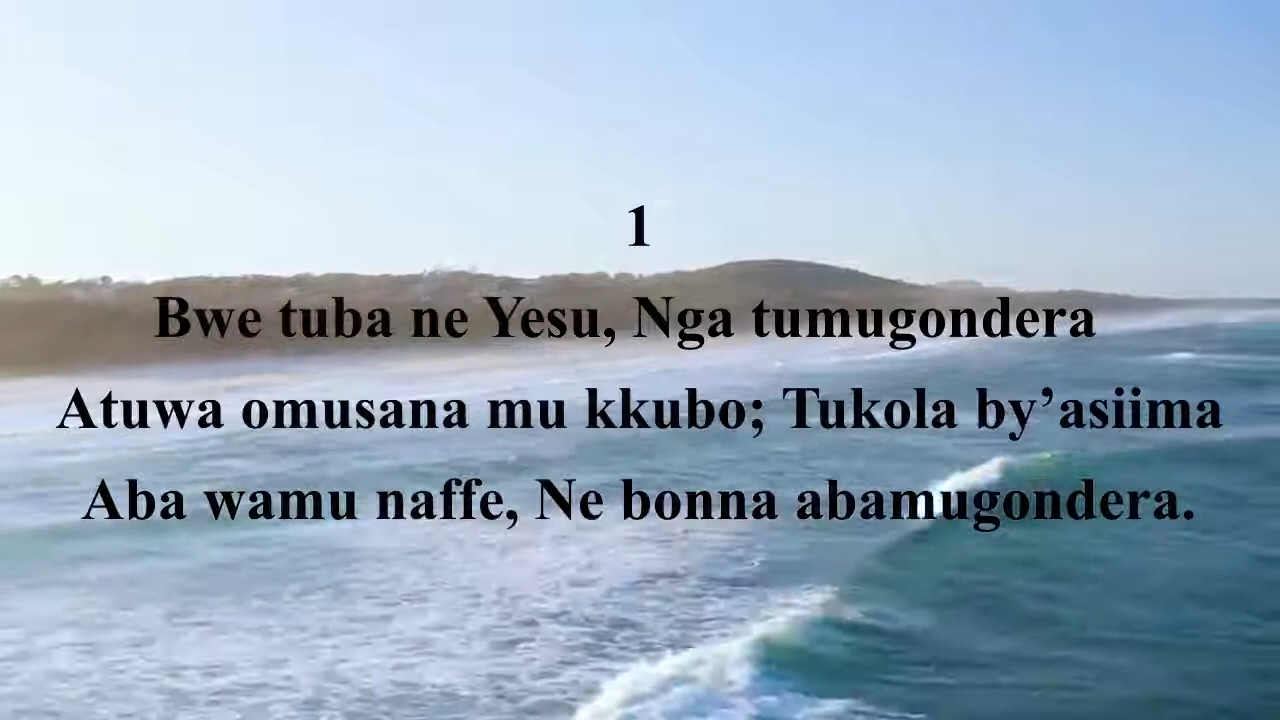 1
Bwe tuba ne Yesu, Nga tumugondera
Atuwa omusana mu kkubo; Tukola by’asiima
Aba wamu naffe, Ne bonna abamugondera.